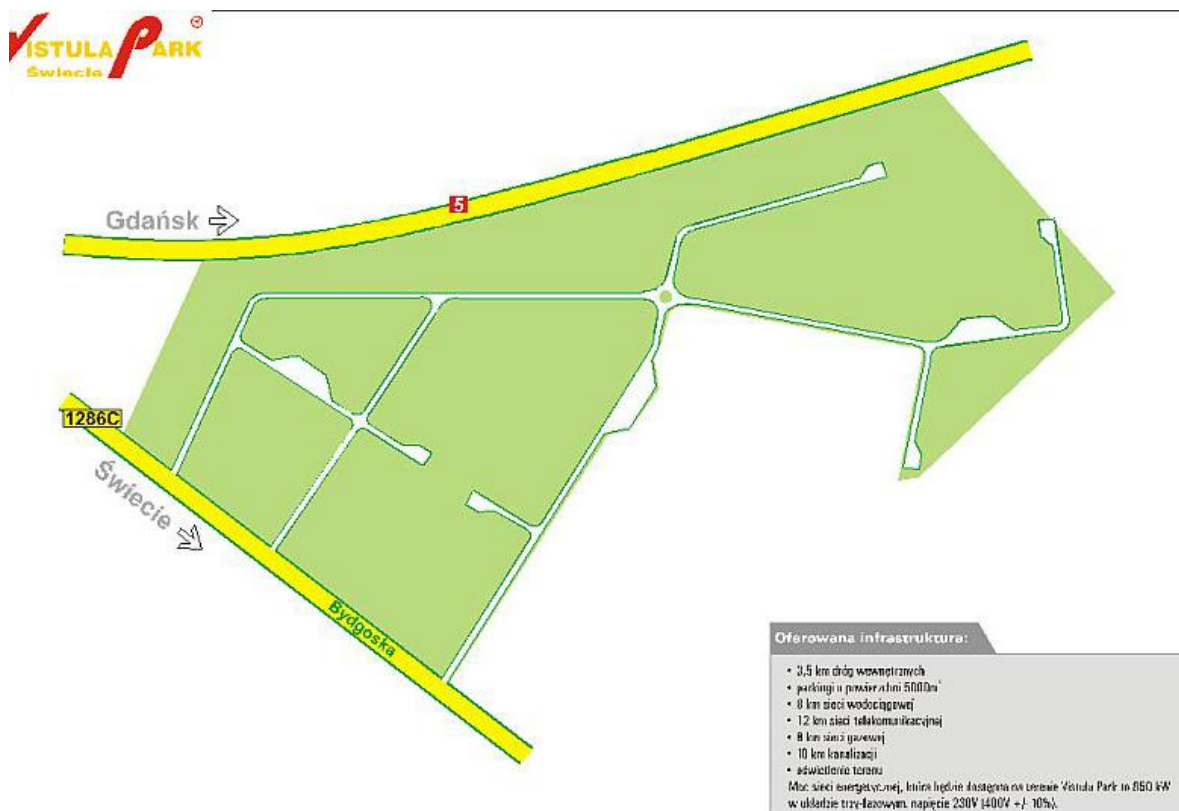 VISTULA PARK
Świecie
5
Gdańsk
1286C
Świecie
Bydgoska
Oferowana infrastruktura:
• 3,5 km dróg wewnętrznych
• parkingi o powierzchni 5000m²
• 8 km sieci wodociągowej
• 12 km sieci telekomunikacyjnej
• 8 km sieci gazowej
• 10 km kanalizacji
• oświetlenie terenu
Moc sieci energetycznej, która będzie dostępna na terenie Vistula Park to 850 kW
w układzie trzy-fazowym, napięcie 230V (400V +/- 10%).